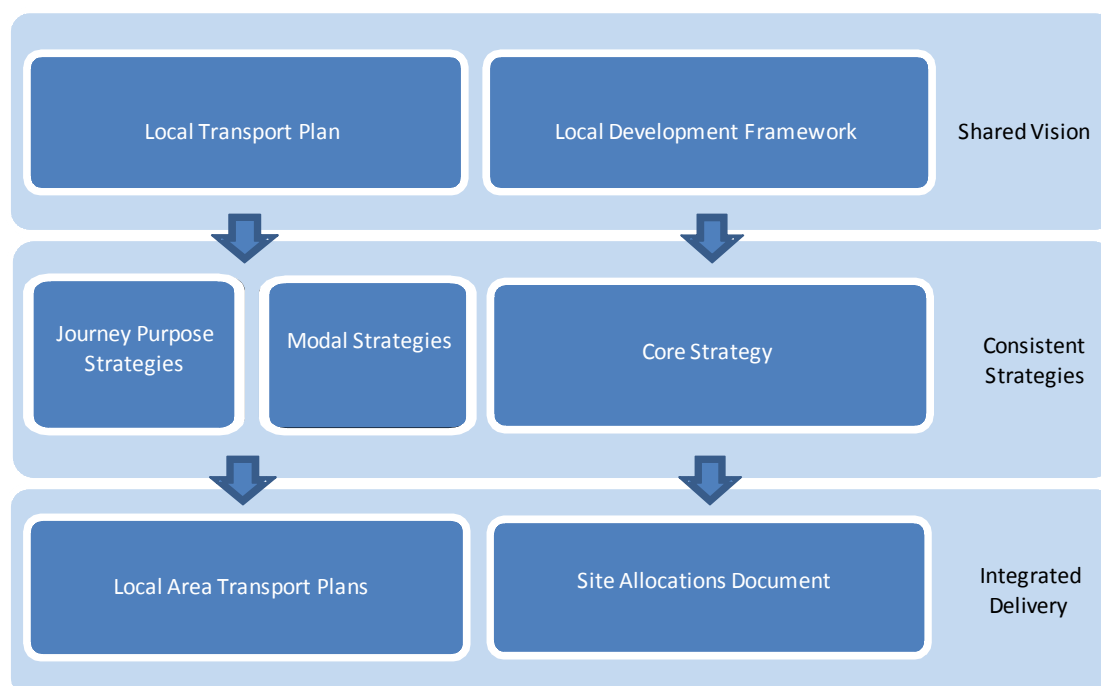 Local Transport Plan
Local Development Framework
Shared Vision
Journey Purpose
Strategies
Modal Strategies
Core Strategy
Consistent
Strategies
Local Area Transport Plans
Site Allocations Document
Integrated
Delivery